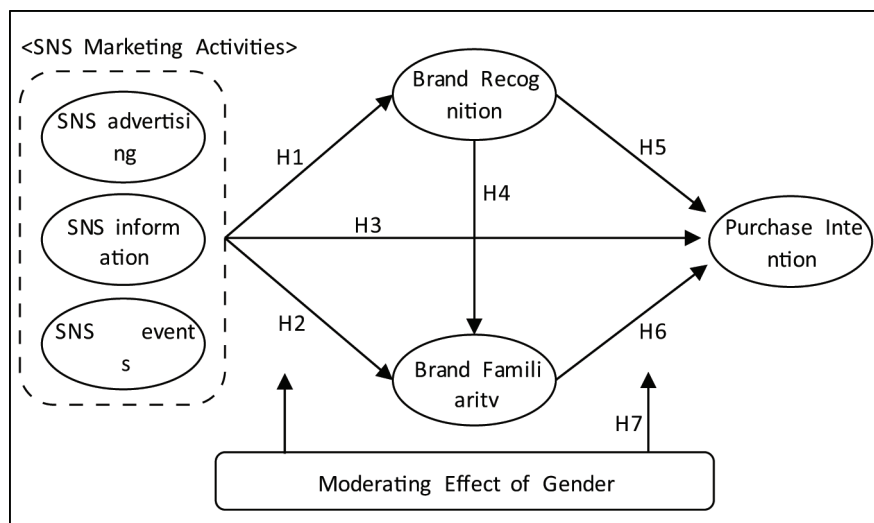 <SNS Marketing Activities>
Brand Recog
nition
SNS advertisi
ng
H1
H5
H4
SNS inform
ation
H3
Purchase Inte
ntion
H2
H6
SNS event
s
Brand Famili
aritv
H7
Moderating Effect of Gender